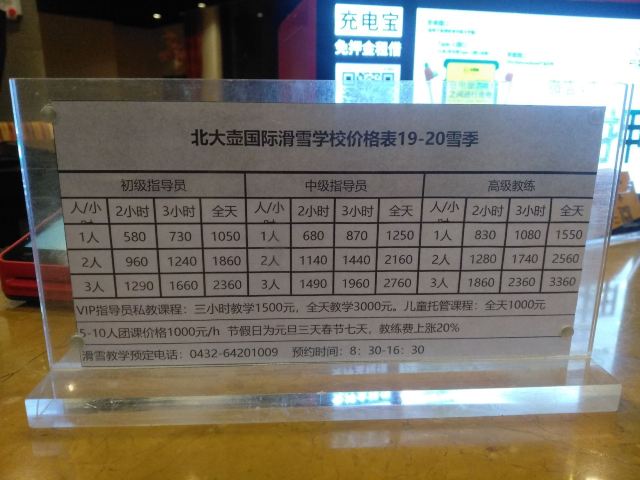 充电宝
免押金租借
北大壶国际滑雪学校价格表19-20雪季
初级指导员 中级指导员 高级教练
人/小时 2小时 3小时 全天 人/小时 2小时 3小时 全天 人/小时 2小时 3小时 全天
1人 580 730 1050 1人 680 870 1250 1人 830 1080 1550
2人 960 1240 1860 2人 1140 1440 2160 2人 1280 1740 2560
3人 1290 1660 2360 3人 1490 1960 2760 3人 1860 2360 3360
VIP指导员私教课程：三小时教学1500元，全天教学3000元。儿童托管课程：全天1000元
5-10人团课价格1000元/h 节假日为元旦三天春节七天，教练费上涨20%
滑雪教学预定电话：0432-64201009 预约时间：8：30-16：30